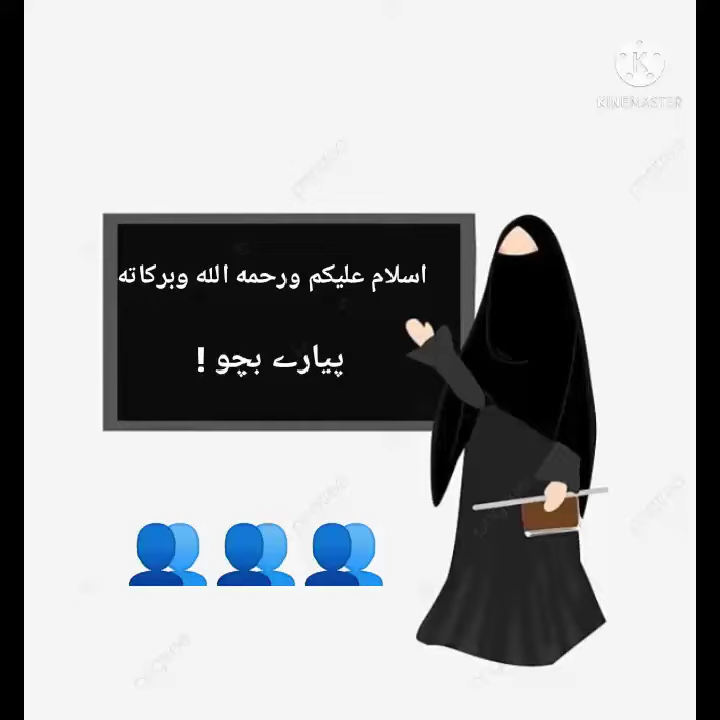 KINEMASTER
اسلام علیکم ورحمه الله وبرکاته
پیارے بچو !